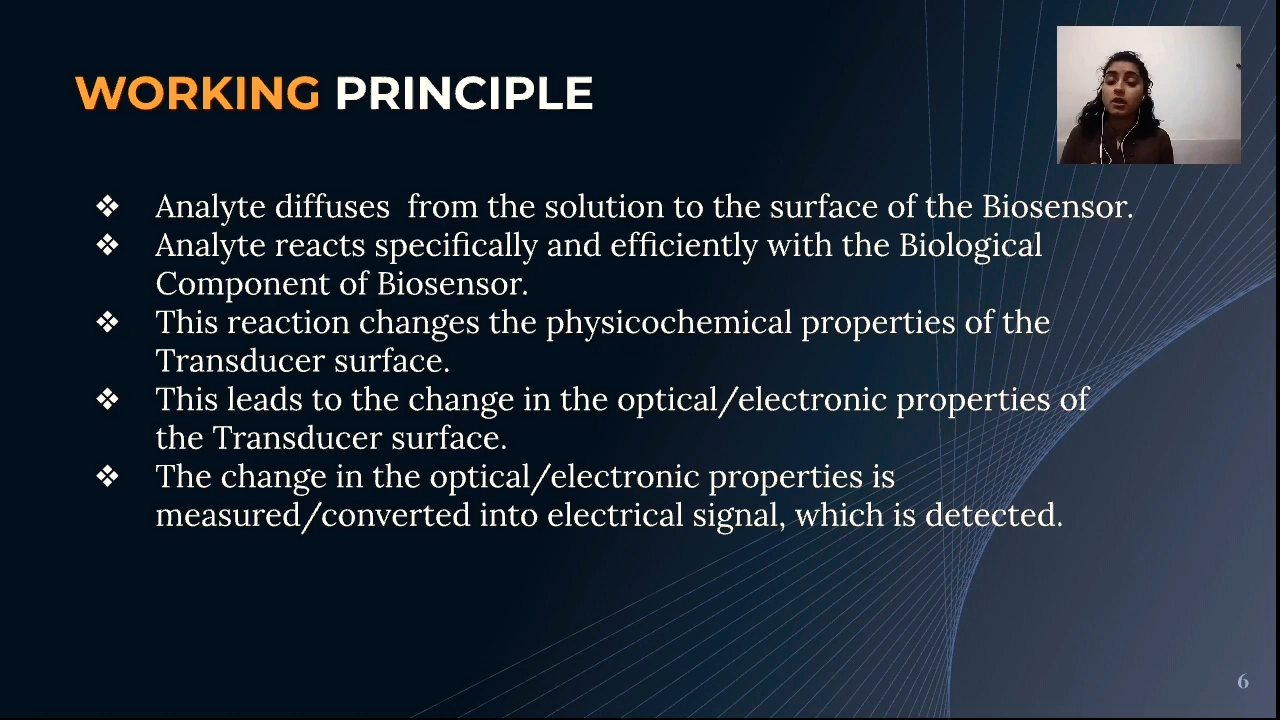 WORKING PRINCIPLE
❖ Analyte diffuses  from the solution to the surface of the Biosensor.
❖ Analyte reacts specifically and efficiently with the Biological
Component of Biosensor.
❖ This reaction changes the physicochemical properties of the
Transducer surface.
❖ This leads to the change in the optical/electronic properties of
the Transducer surface.
❖ The change in the optical/electronic properties is
measured/converted into electrical signal, which is detected.
6